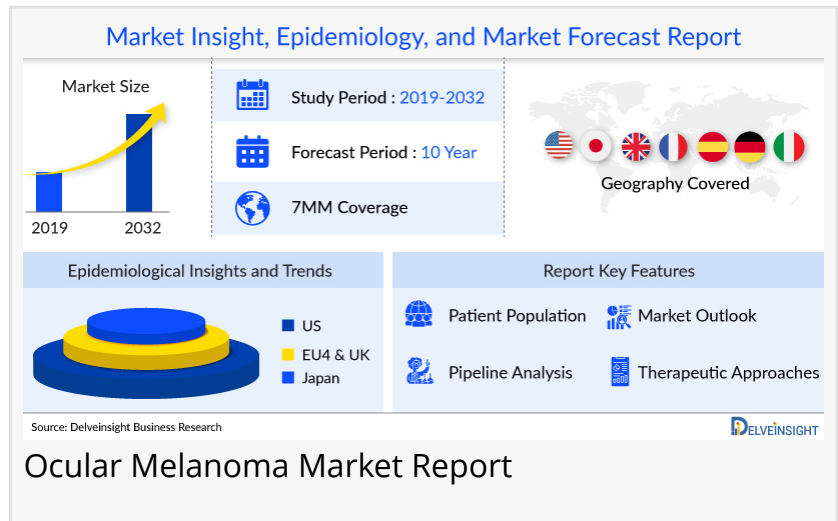 Market Insight, Epidemiology, and Market Forecast Report
Market Size
2019
2032
Study Period : 2019-2032
Forecast Period : 10 Year
7MM Coverage
Geography Covered
Epidemiological Insights and Trends
US
EU4 & UK
Japan
Report Key Features
Patient Population
Market Outlook
Pipeline Analysis
Therapeutic Approaches
Source: Delveinsight Business Research
DELVEINSIGHT
Ocular Melanoma Market Report